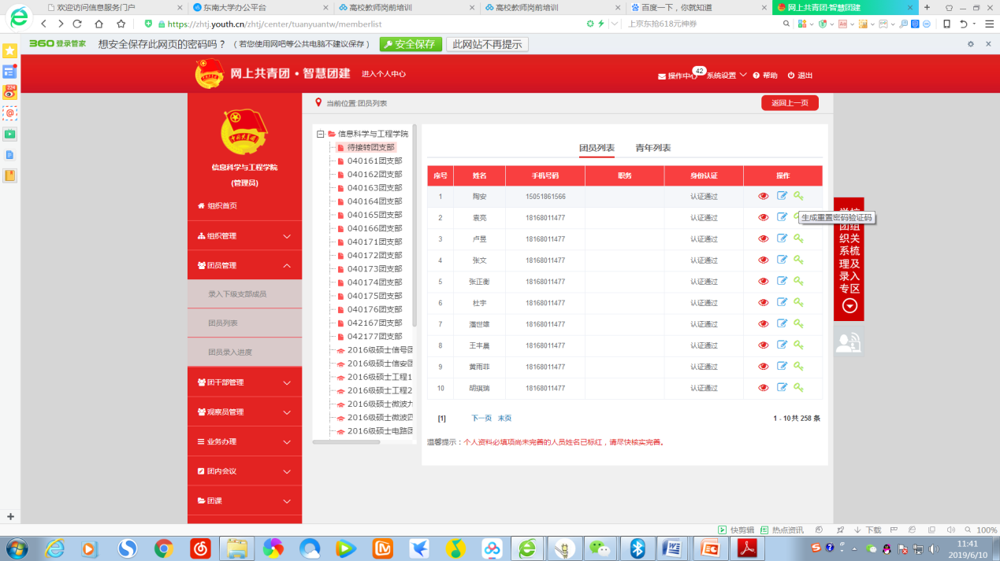 欢迎访问信息服务门户
东南大学办公平台
高校教师岗前培训
高校教师岗前培训
百度一下，你就知道
网上共青团·智慧团建
https://zhtj.youth.cn/zhtj/center/tuanyuantw/memberlist
上京东抢618元神券
360登录管家 想安全保存此网页的密码吗？（若您使用网吧等公共电脑不建议保存） 安全保存 此网站不再提示
网上共青团·智慧团建 进入个人中心 操作中心 42 系统设置 帮助 退出
信息科学与工程学院
(管理员)
组织首页
组织管理
团员管理
录入下级支部成员
团员列表
团员录入进度
团干部管理
观察员管理
业务办理
团内会议
团课
当前位置 团员列表
返回上一页
信息科学与工程学院
待接转团支部
040161团支部
040162团支部
040163团支部
040164团支部
040165团支部
040166团支部
040171团支部
040172团支部
040173团支部
040174团支部
040175团支部
040176团支部
042167团支部
042177团支部
2016级硕士信号团
2016级硕士信安团
2016级硕士工程1
2016级硕士工程2
2016级硕士微波
2016级硕士微波四
2016级硕士电路团
团员列表 青年列表
序号 姓名 手机号码 职务 身份认证 操作
1 陶安 15051861566 认证通过
2 袁亮 18168011477 认证通过
3 卢昱 18168011477 认证通过
4 张文 18168011477 认证通过
5 张正衡 18168011477 认证通过
6 杜宇 18168011477 认证通过
7 潘世雄 18168011477 认证通过
8 王丰晨 18168011477 认证通过
9 黄雨菲 18168011477 认证通过
10 胡琪瑞 18168011477 认证通过
[1] 下一页 末页 1 - 10 共 258 条
温馨提示：个人资料必填项尚未完善的人员姓名已标红，请尽快核实完善。
生成重置密码验证码
团组
织关
系梳
理及
录入
专区
快剪辑 热点资讯 下载 100%
11:41
2019/6/10